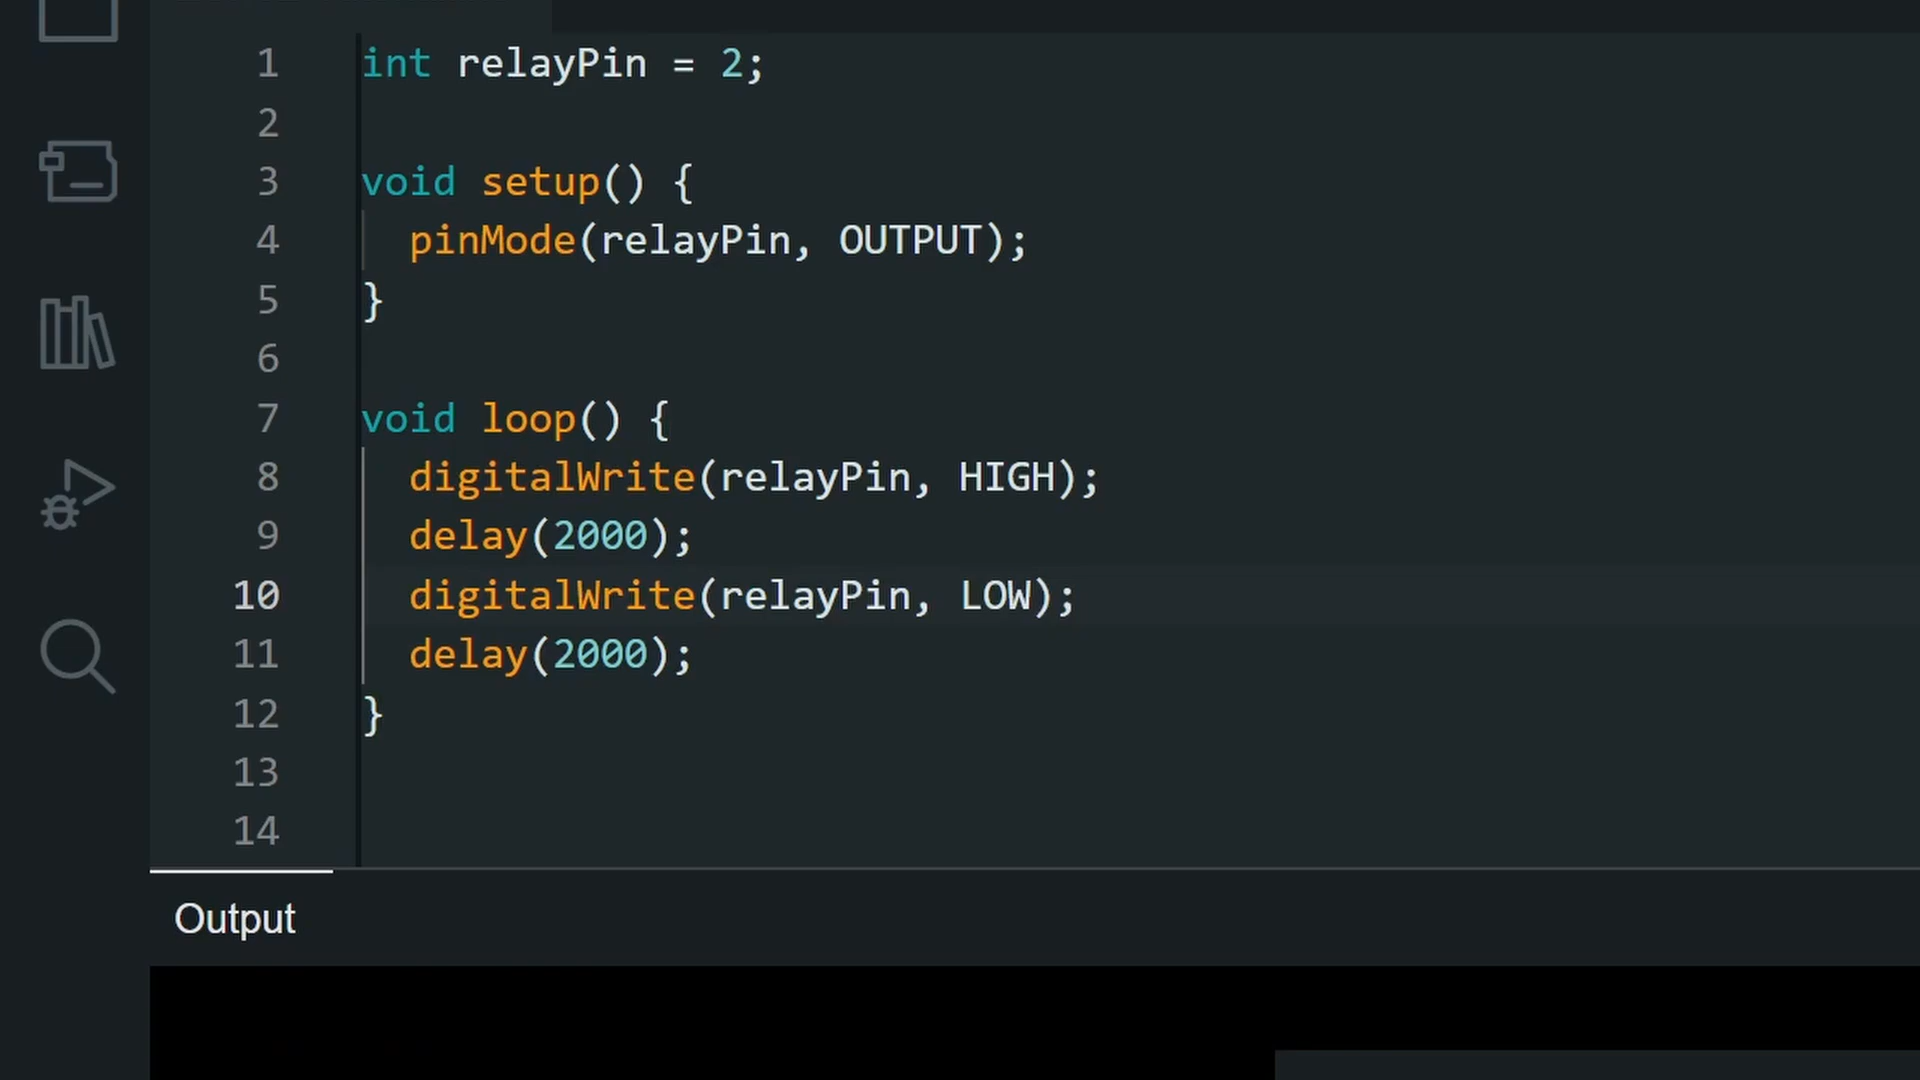 1 int relayPin = 2;
2
3 void setup() {
4 pinMode(relayPin, OUTPUT);
5 }
6
7 void loop() {
8 digitalWrite(relayPin, HIGH);
9 delay(2000);
10 digitalWrite(relayPin, LOW);
11 delay(2000);
12 }
13
14
Output